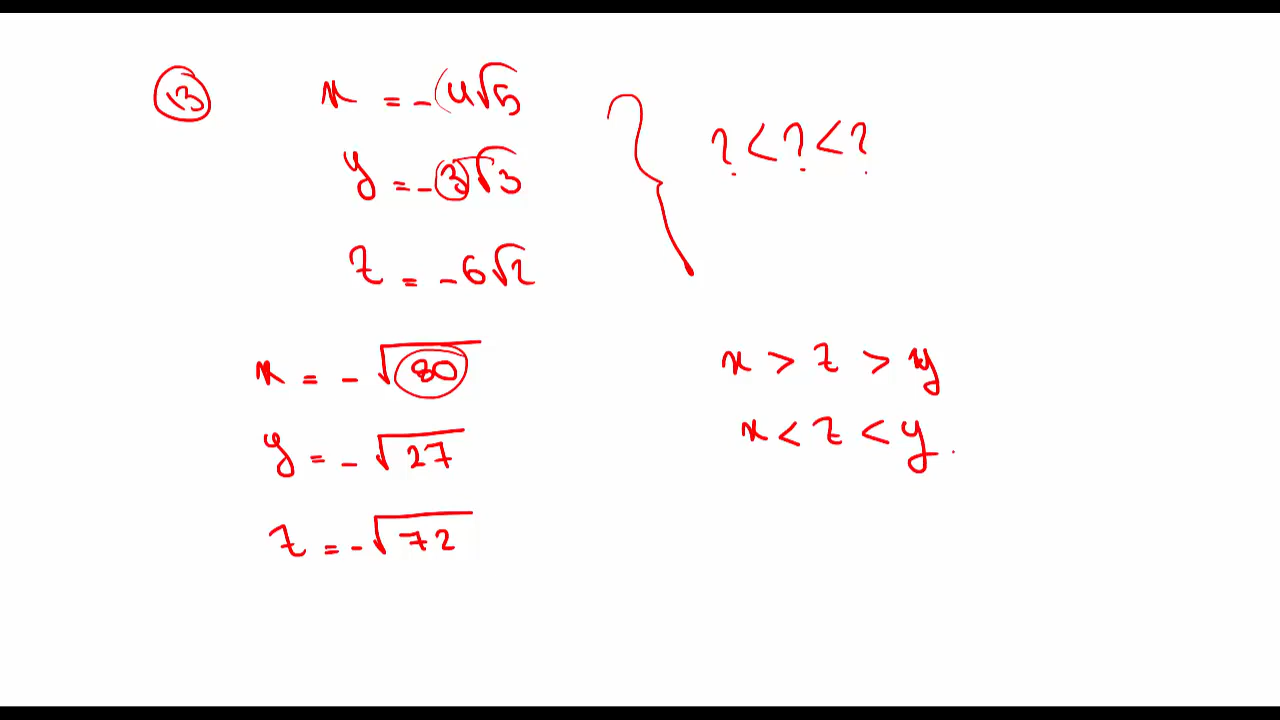 13
x = -(4√5
y = -3√3
z = -6√2
? < ? < ?
x = -√80
y = -√27
z = -√72
x > z > y
x < z < y